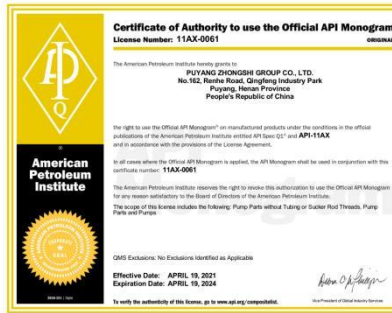 Certificate of Authority to use the Official API Monogram
License Number: 11AX-0061
ORIGINAL
The American Petroleum Institute hereby grants to
PUYANG ZHONGSHI GROUP CO., LTD.
No.162, Renhe Road, Qingfeng Industry Park
Puyang, Henan Province
People's Republic of China
the right to use the Official API Monogram® on manufactured products under the conditions in the official
publications of the American Petroleum Institute entitled API Spec Q1® and API-11AX
and in accordance with the provisions of the License Agreement.
In all cases where the Official API Monogram is applied, the API Monogram shall be used in conjunction with this
certificate number: 11AX-0061
The American Petroleum Institute reserves the right to revoke this authorization to use the Official API Monogram
for any reason satisfactory to the Board of Directors of the American Petroleum Institute.
The scope of this license includes the following: Pump Parts without Tubing or Sucker Rod Threads, Pump
Parts and Pumps
QMS Exclusions: No Exclusions Identified as Applicable
Effective Date: APRIL 19, 2021
Expiration Date: APRIL 19, 2024
To verify the authenticity of this license, go to www.api.org/compositelist.
Vice President of Global Industry Services
API
Q
American
Petroleum
Institute